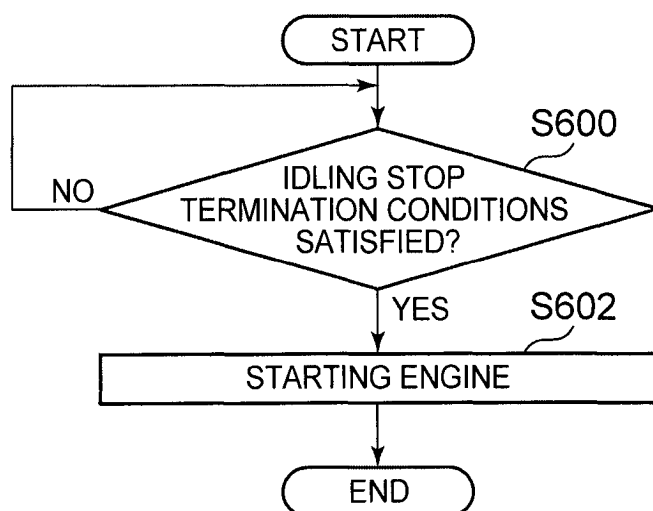 START
S600
IDLING STOP
TERMINATION CONDITIONS
SATISFIED?
NO
YES
S602
STARTING ENGINE
END